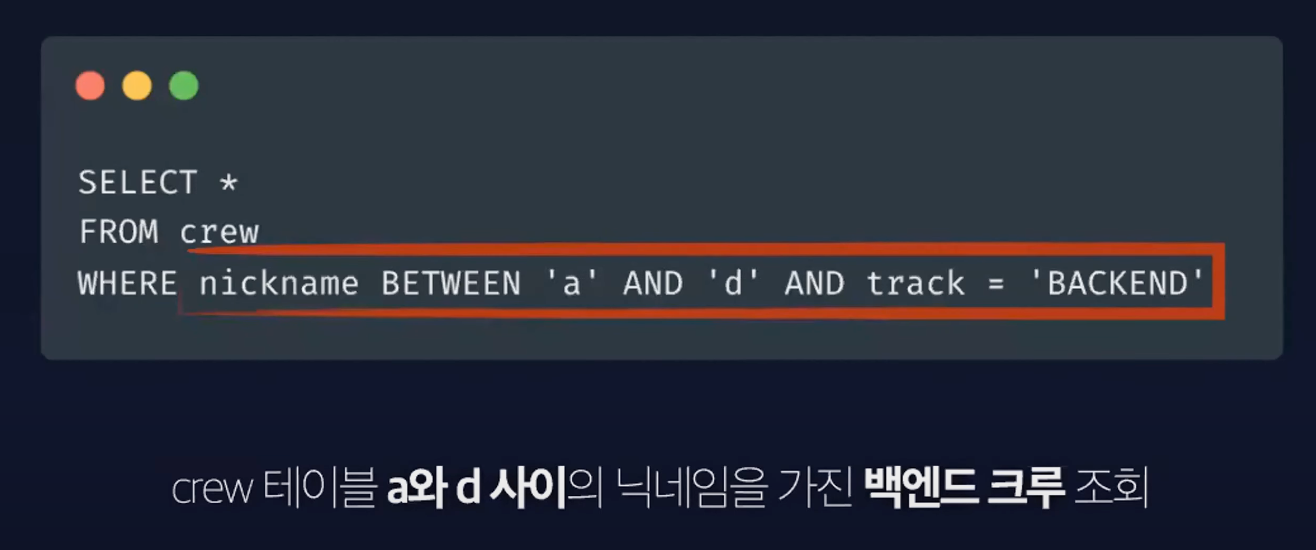 SELECT *
FROM crew
WHERE nickname BETWEEN 'a' AND 'd' AND track = 'BACKEND'
crew 테이블 a와 d 사이의 닉네임을 가진 백엔드 크루 조회